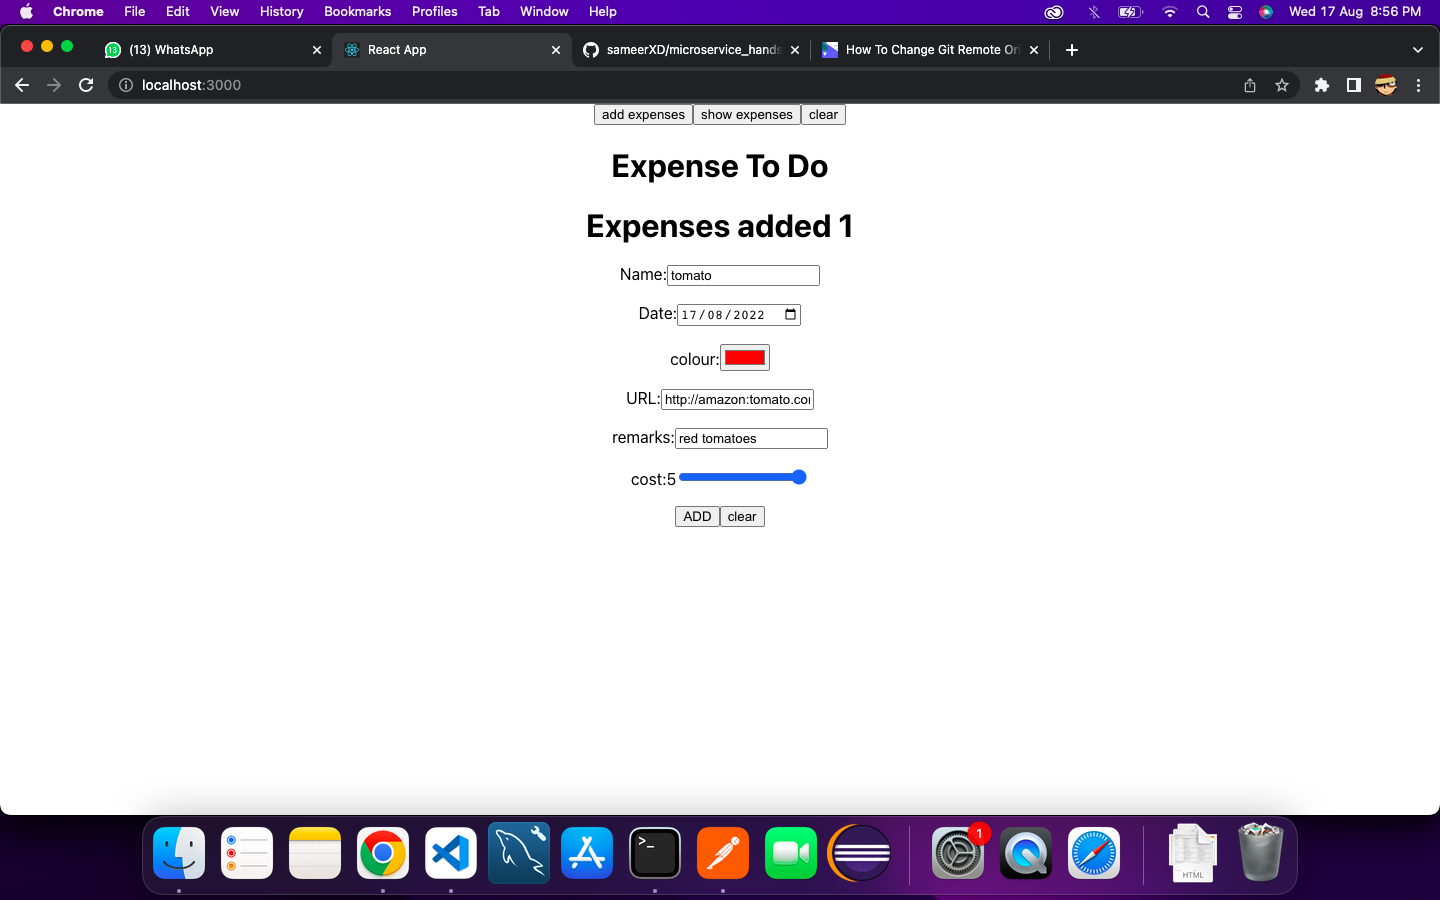 Chrome File Edit View History Bookmarks Profiles Tab Window Help Wed 17 Aug 8:56 PM
13 (13) WhatsApp React App sameerXD/microservice_hands How To Change Git Remote Ori
localhost:3000
add expenses show expenses clear
Expense To Do
Expenses added 1
Name: tomato
Date: 17/08/2022
colour:
URL: http://amazon:tomato.co
remarks: red tomatoes
cost:5
ADD clear
>_ 1
HTML